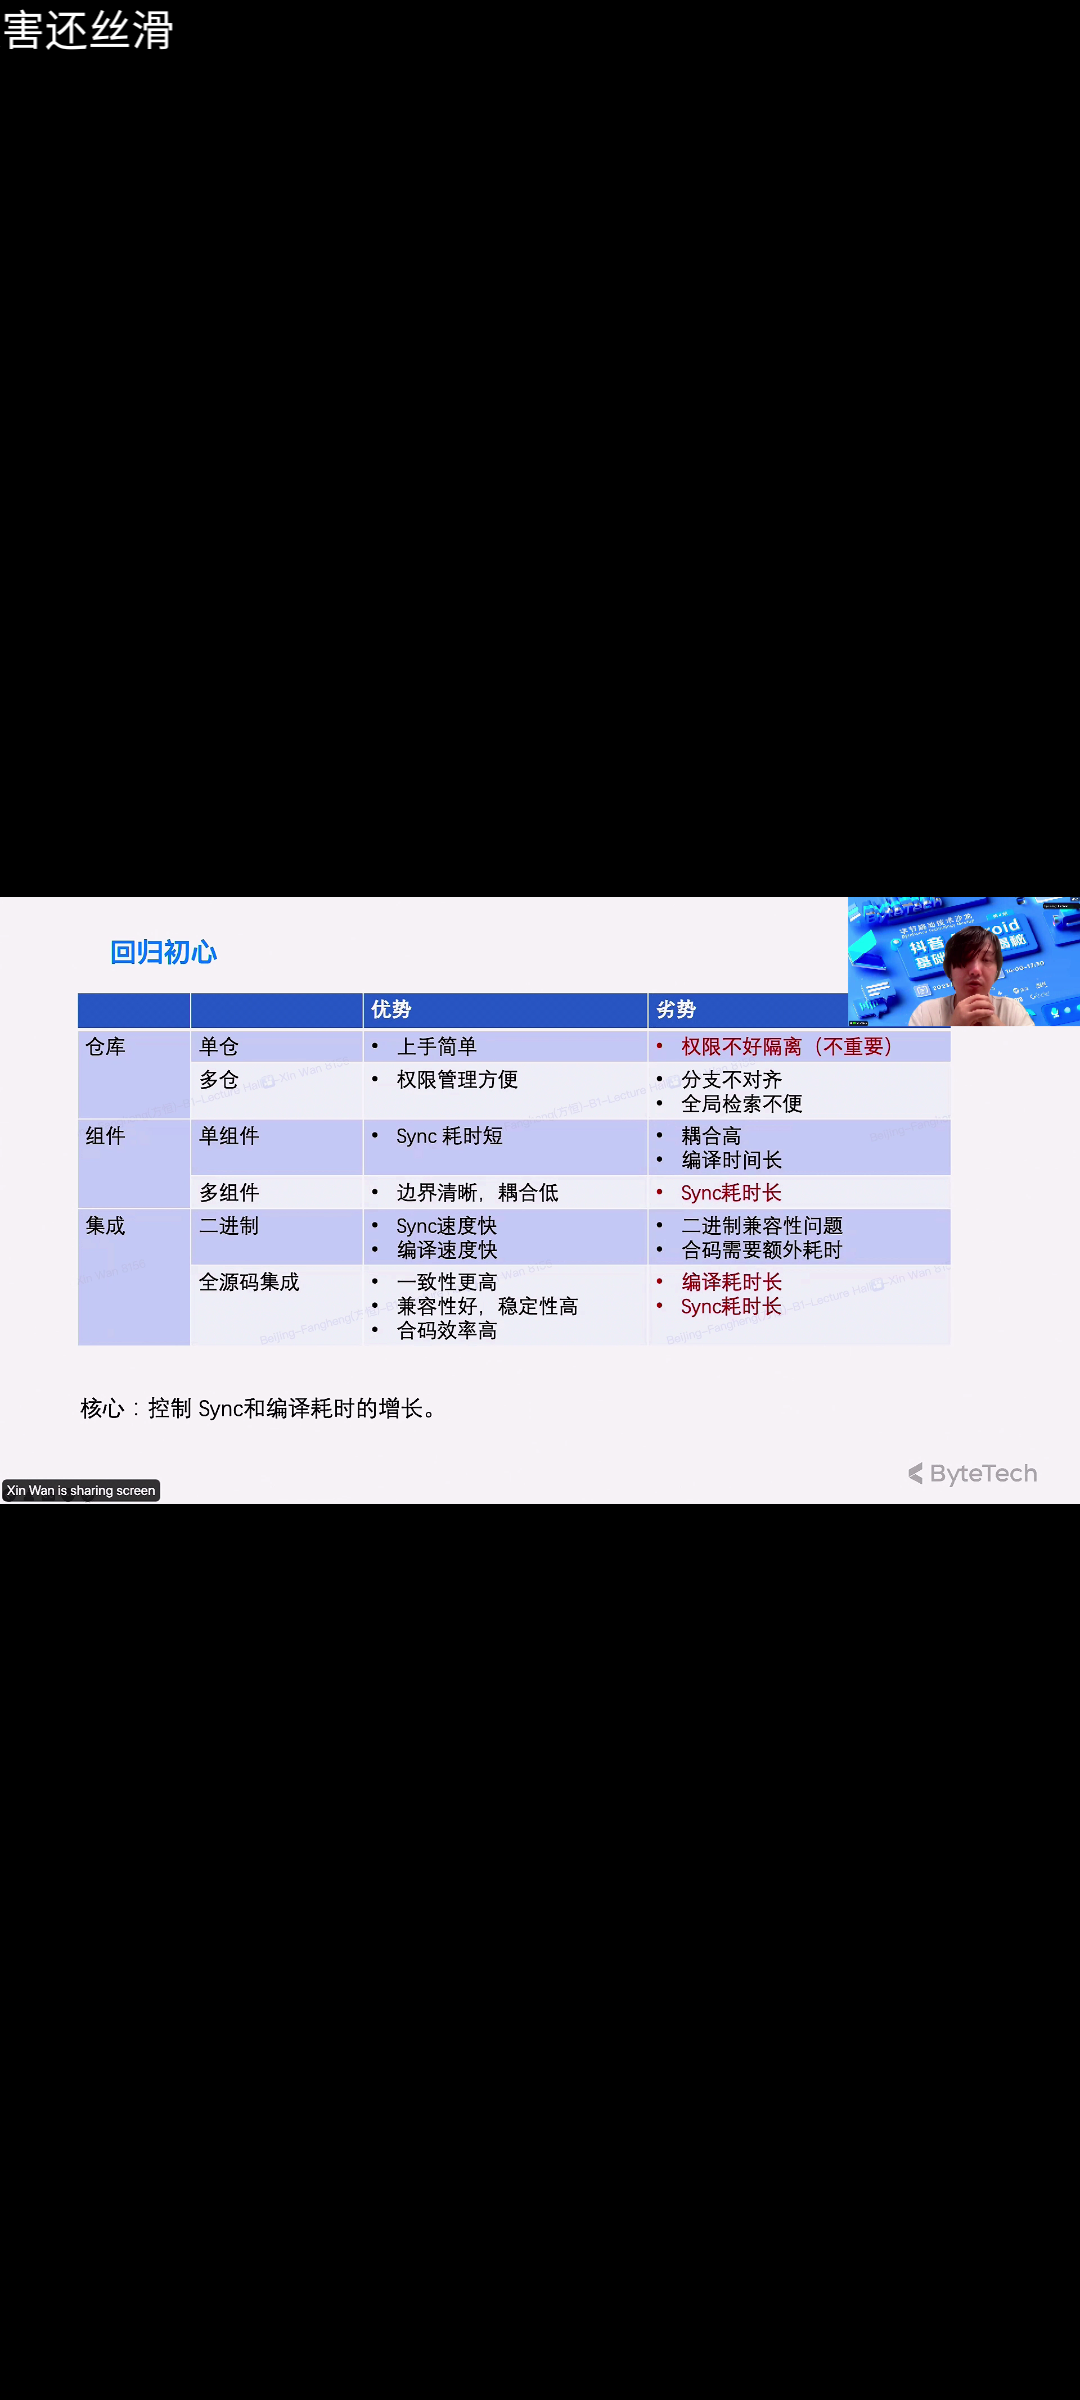 害还丝滑
回归初心
优势 劣势
仓库 单仓 • 上手简单 • 权限不好隔离（不重要）
多仓 • 权限管理方便 • 分支不对齐
• 全局检索不便
组件 单组件 • Sync 耗时短 • 耦合高
• 编译时间长
多组件 • 边界清晰，耦合低 • Sync耗时长
集成 二进制 • Sync速度快 • 二进制兼容性问题
• 编译速度快 • 合码需要额外耗时
全源码集成 • 一致性更高 • 编译耗时长
• 兼容性好，稳定性高 • Sync耗时长
• 合码效率高
核心：控制 Sync和编译耗时的增长。
ByteTech
Xin Wan is sharing screen